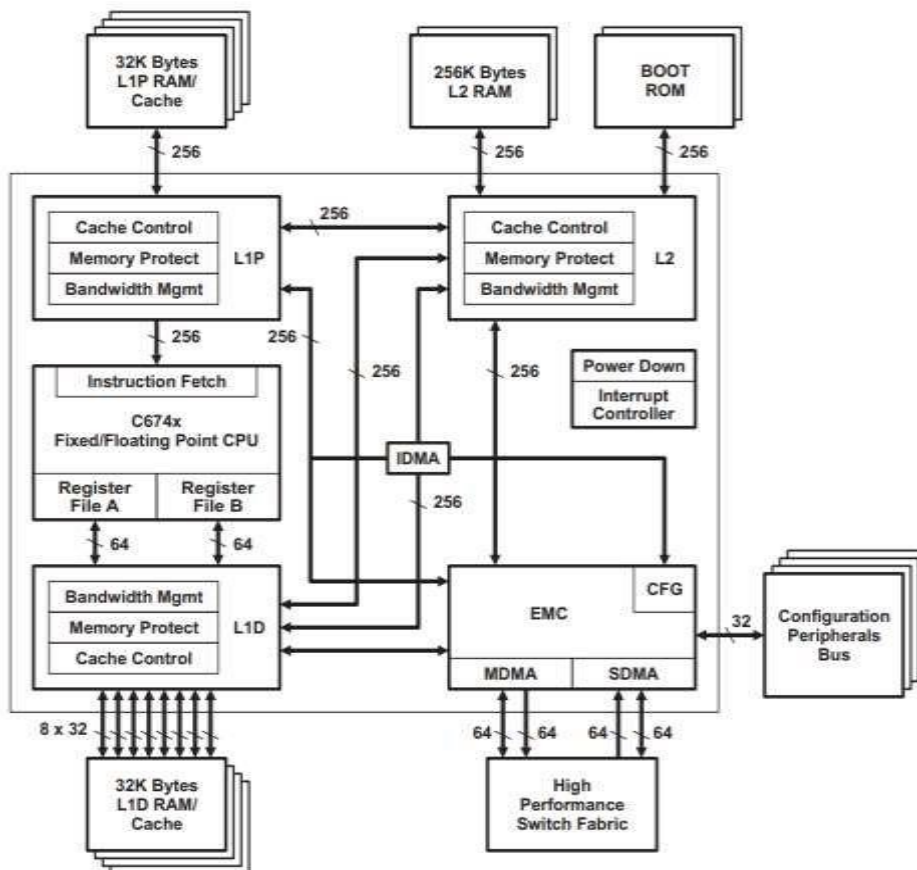 32K Bytes
L1P RAM/
Cache
256K Bytes
L2 RAM
BOOT
ROM
256
256
256
Cache Control
Memory Protect
Bandwidth Mgmt
L1P
256
Cache Control
Memory Protect
Bandwidth Mgmt
L2
256
256
256
256
Instruction Fetch
C674x
Fixed/Floating Point CPU
Register
File A
Register
File B
Power Down
Interrupt
Controller
IDMA
256
64
64
Bandwidth Mgmt
Memory Protect
Cache Control
L1D
EMC
CFG
MDMA
SDMA
32
Configuration
Peripherals
Bus
8 x 32
64
64
64
64
32K Bytes
L1D RAM/
Cache
High
Performance
Switch Fabric